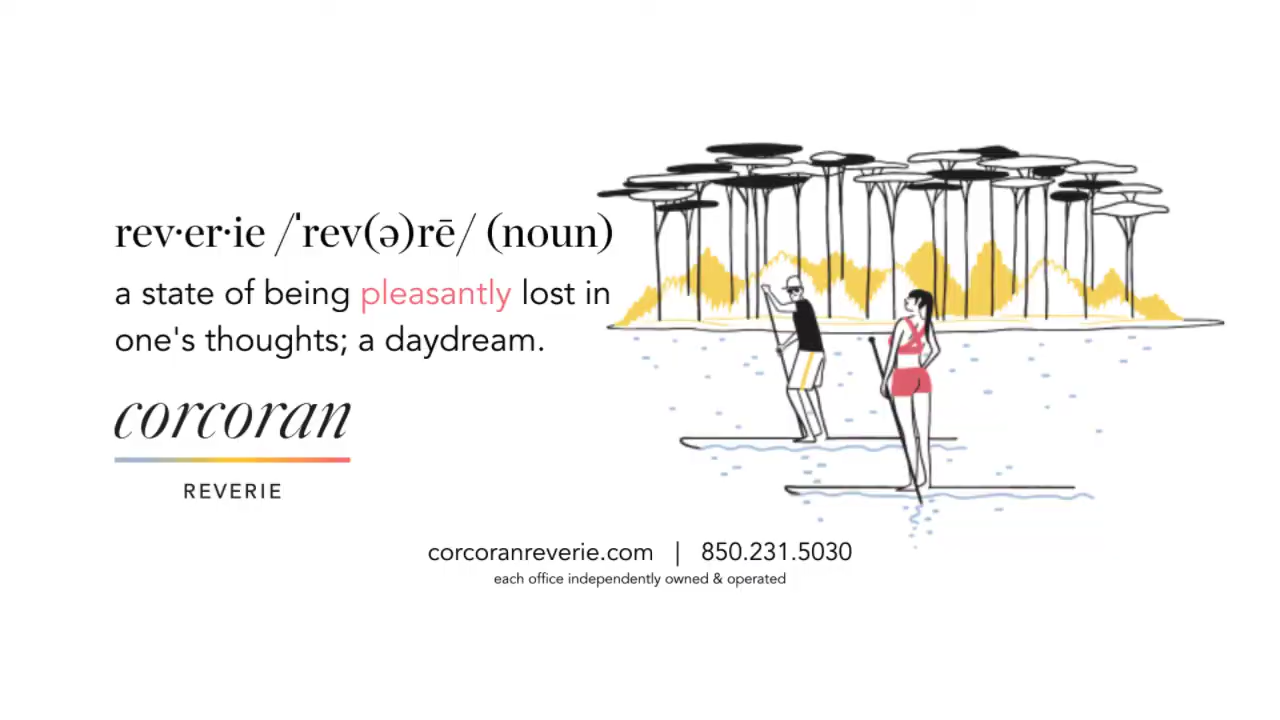 rev·er·ie /ˈrev(ə)rē/ (noun)
a state of being pleasantly lost in
one's thoughts; a daydream.
corcoran
REVERIE
corcoranreverie.com | 850.231.5030
each office independently owned & operated